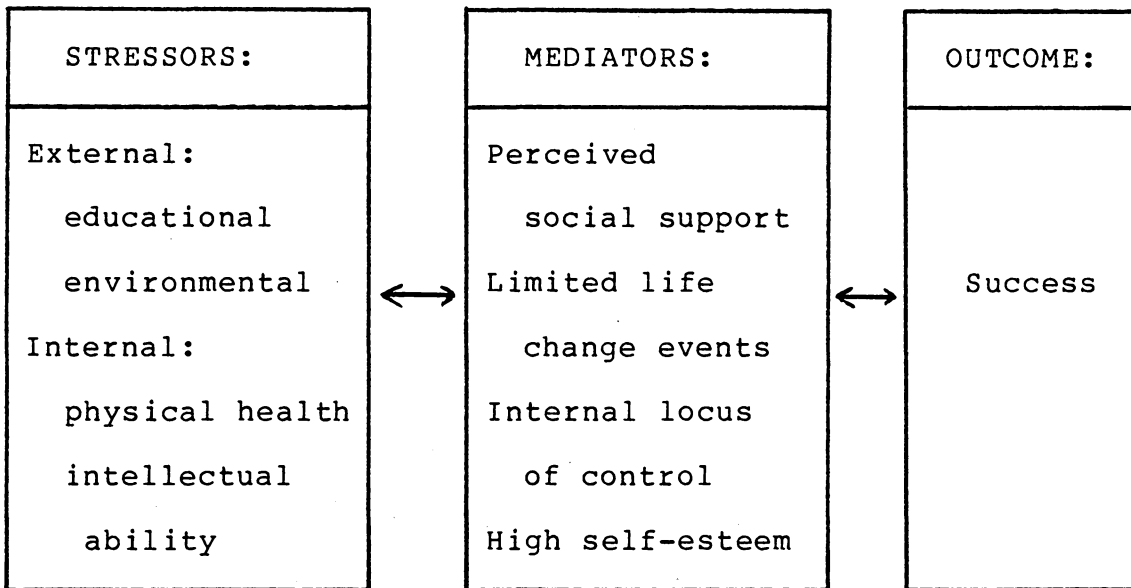 STRESSORS:
External:
educational
environmental
Internal:
physical health
intellectual
ability
MEDIATORS:
Perceived
social support
Limited life
change events
Internal locus
of control
High self-esteem
OUTCOME:
Success